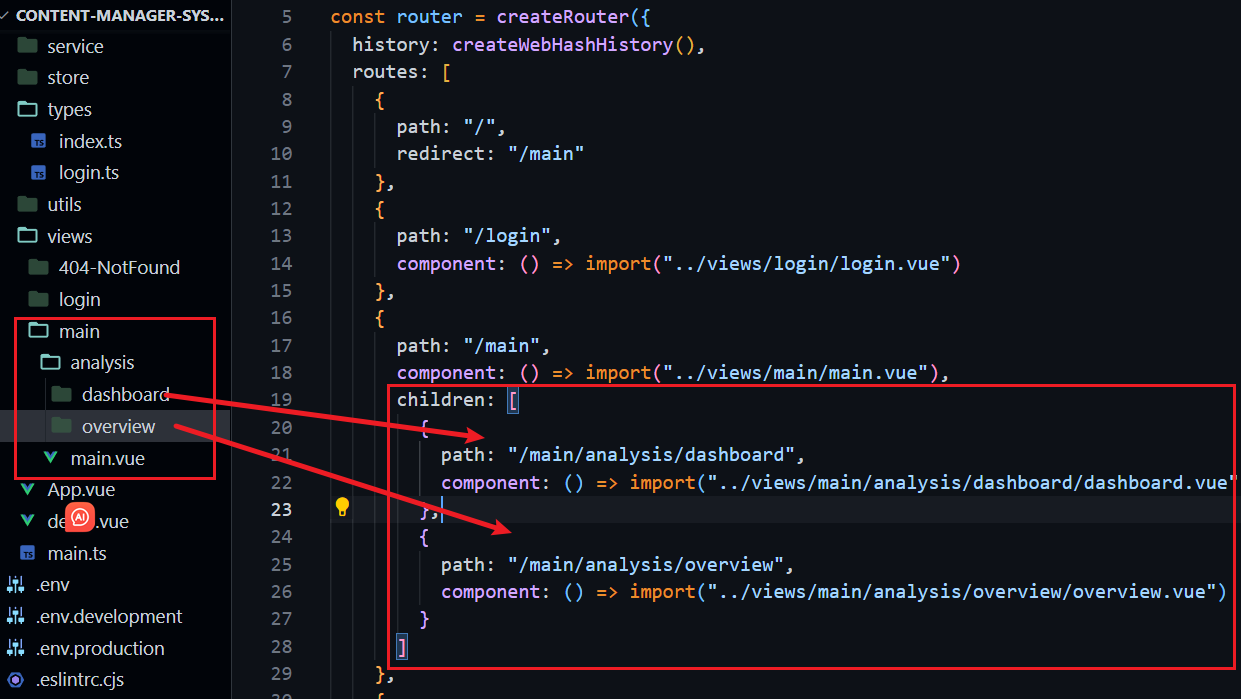 CONTENT-MANAGER-SYS...
service
store
types
TS index.ts
TS login.ts
utils
views
404-NotFound
login
main
analysis
dashboard
overview
main.vue
App.vue
AI .vue
TS main.ts
.env
.env.development
.env.production
.eslintrc.cjs
5 const router = createRouter({
6 history: createWebHashHistory(),
7 routes: [
8 {
9 path: "/",
10 redirect: "/main"
11 },
12 {
13 path: "/login",
14 component: () => import("../views/login/login.vue")
15 },
16 {
17 path: "/main",
18 component: () => import("../views/main/main.vue"),
19 children: [
20 {
21 path: "/main/analysis/dashboard",
22 component: () => import("../views/main/analysis/dashboard/dashboard.vue"
23 },
24 {
25 path: "/main/analysis/overview",
26 component: () => import("../views/main/analysis/overview/overview.vue")
27 }
28 ]
29 },